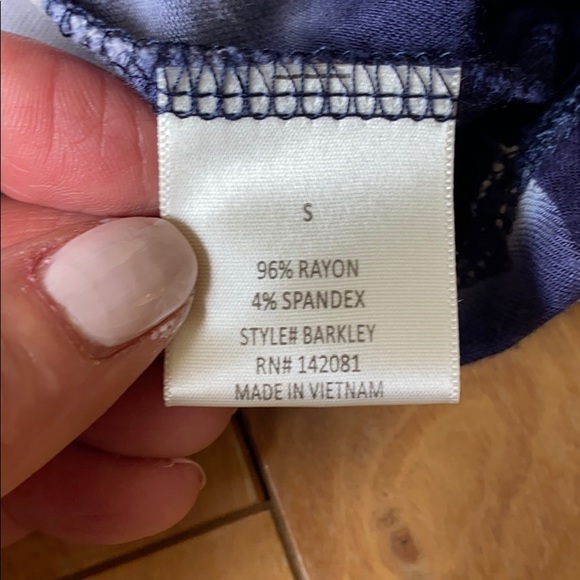 S
96% RAYON
4% SPANDEX
STYLE# BARKLEY
RN# 142081
MADE IN VIETNAM